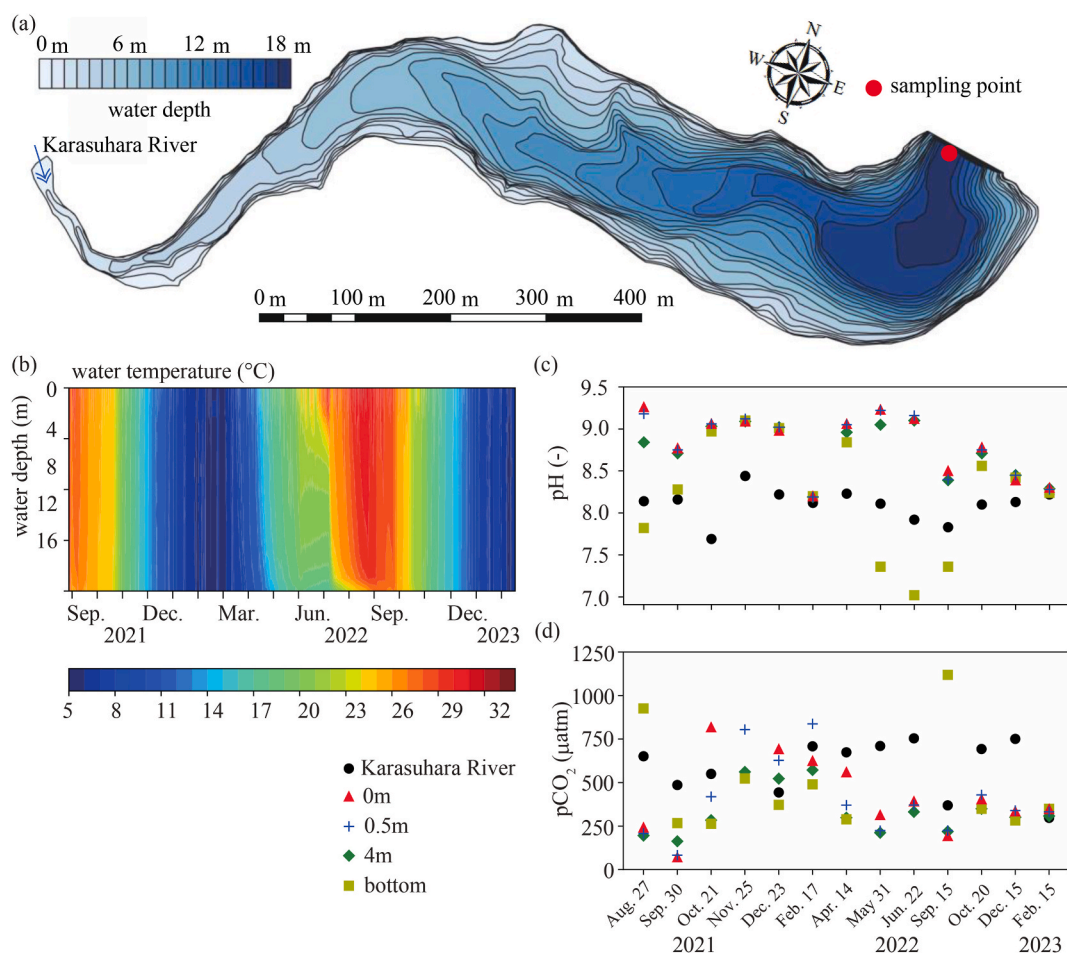 (a)
0 m 6 m 12 m 18 m
water depth
Karasuhara River
N
W
E
S
sampling point
0 m 100 m 200 m 300 m 400 m
(b)
water temperature (°C)
water depth (m)
0
4
8
12
16
Sep. Dec. Mar. Jun. Sep. Dec.
2021 2022 2023
5 8 11 14 17 20 23 26 29 32
Karasuhara River
0m
0.5m
4m
bottom
(c)
pH (-)
9.5
9.0
8.5
8.0
7.5
7.0
(d)
pCO₂ (µatm)
1250
1000
750
500
250
0
Aug. 27 Sep. 30 Oct. 21 Nov. 25 Dec. 23 Feb. 17 Apr. 14 May 31 Jun. 22 Sep. 15 Oct. 20 Dec. 15 Feb. 15
2021 2022 2023